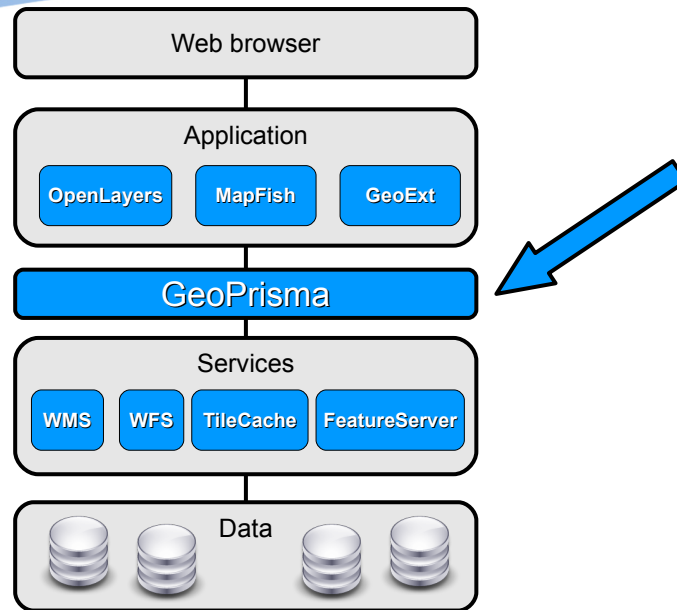 Web browser
Application
OpenLayers MapFish GeoExt
GeoPrisma
Services
WMS WFS TileCache FeatureServer
Data